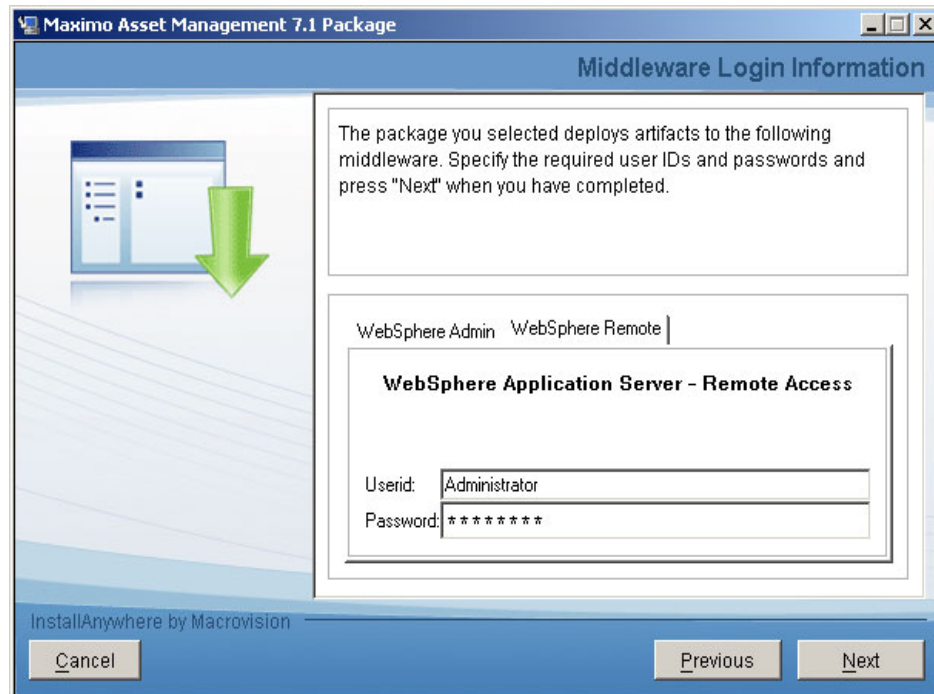 Maximo Asset Management 7.1 Package
Middleware Login Information
The package you selected deploys artifacts to the following
middleware. Specify the required user IDs and passwords and
press "Next" when you have completed.
WebSphere Admin WebSphere Remote
WebSphere Application Server - Remote Access
Userid: Administrator
Password: ********
InstallAnywhere by Macrovision
Cancel Previous Next